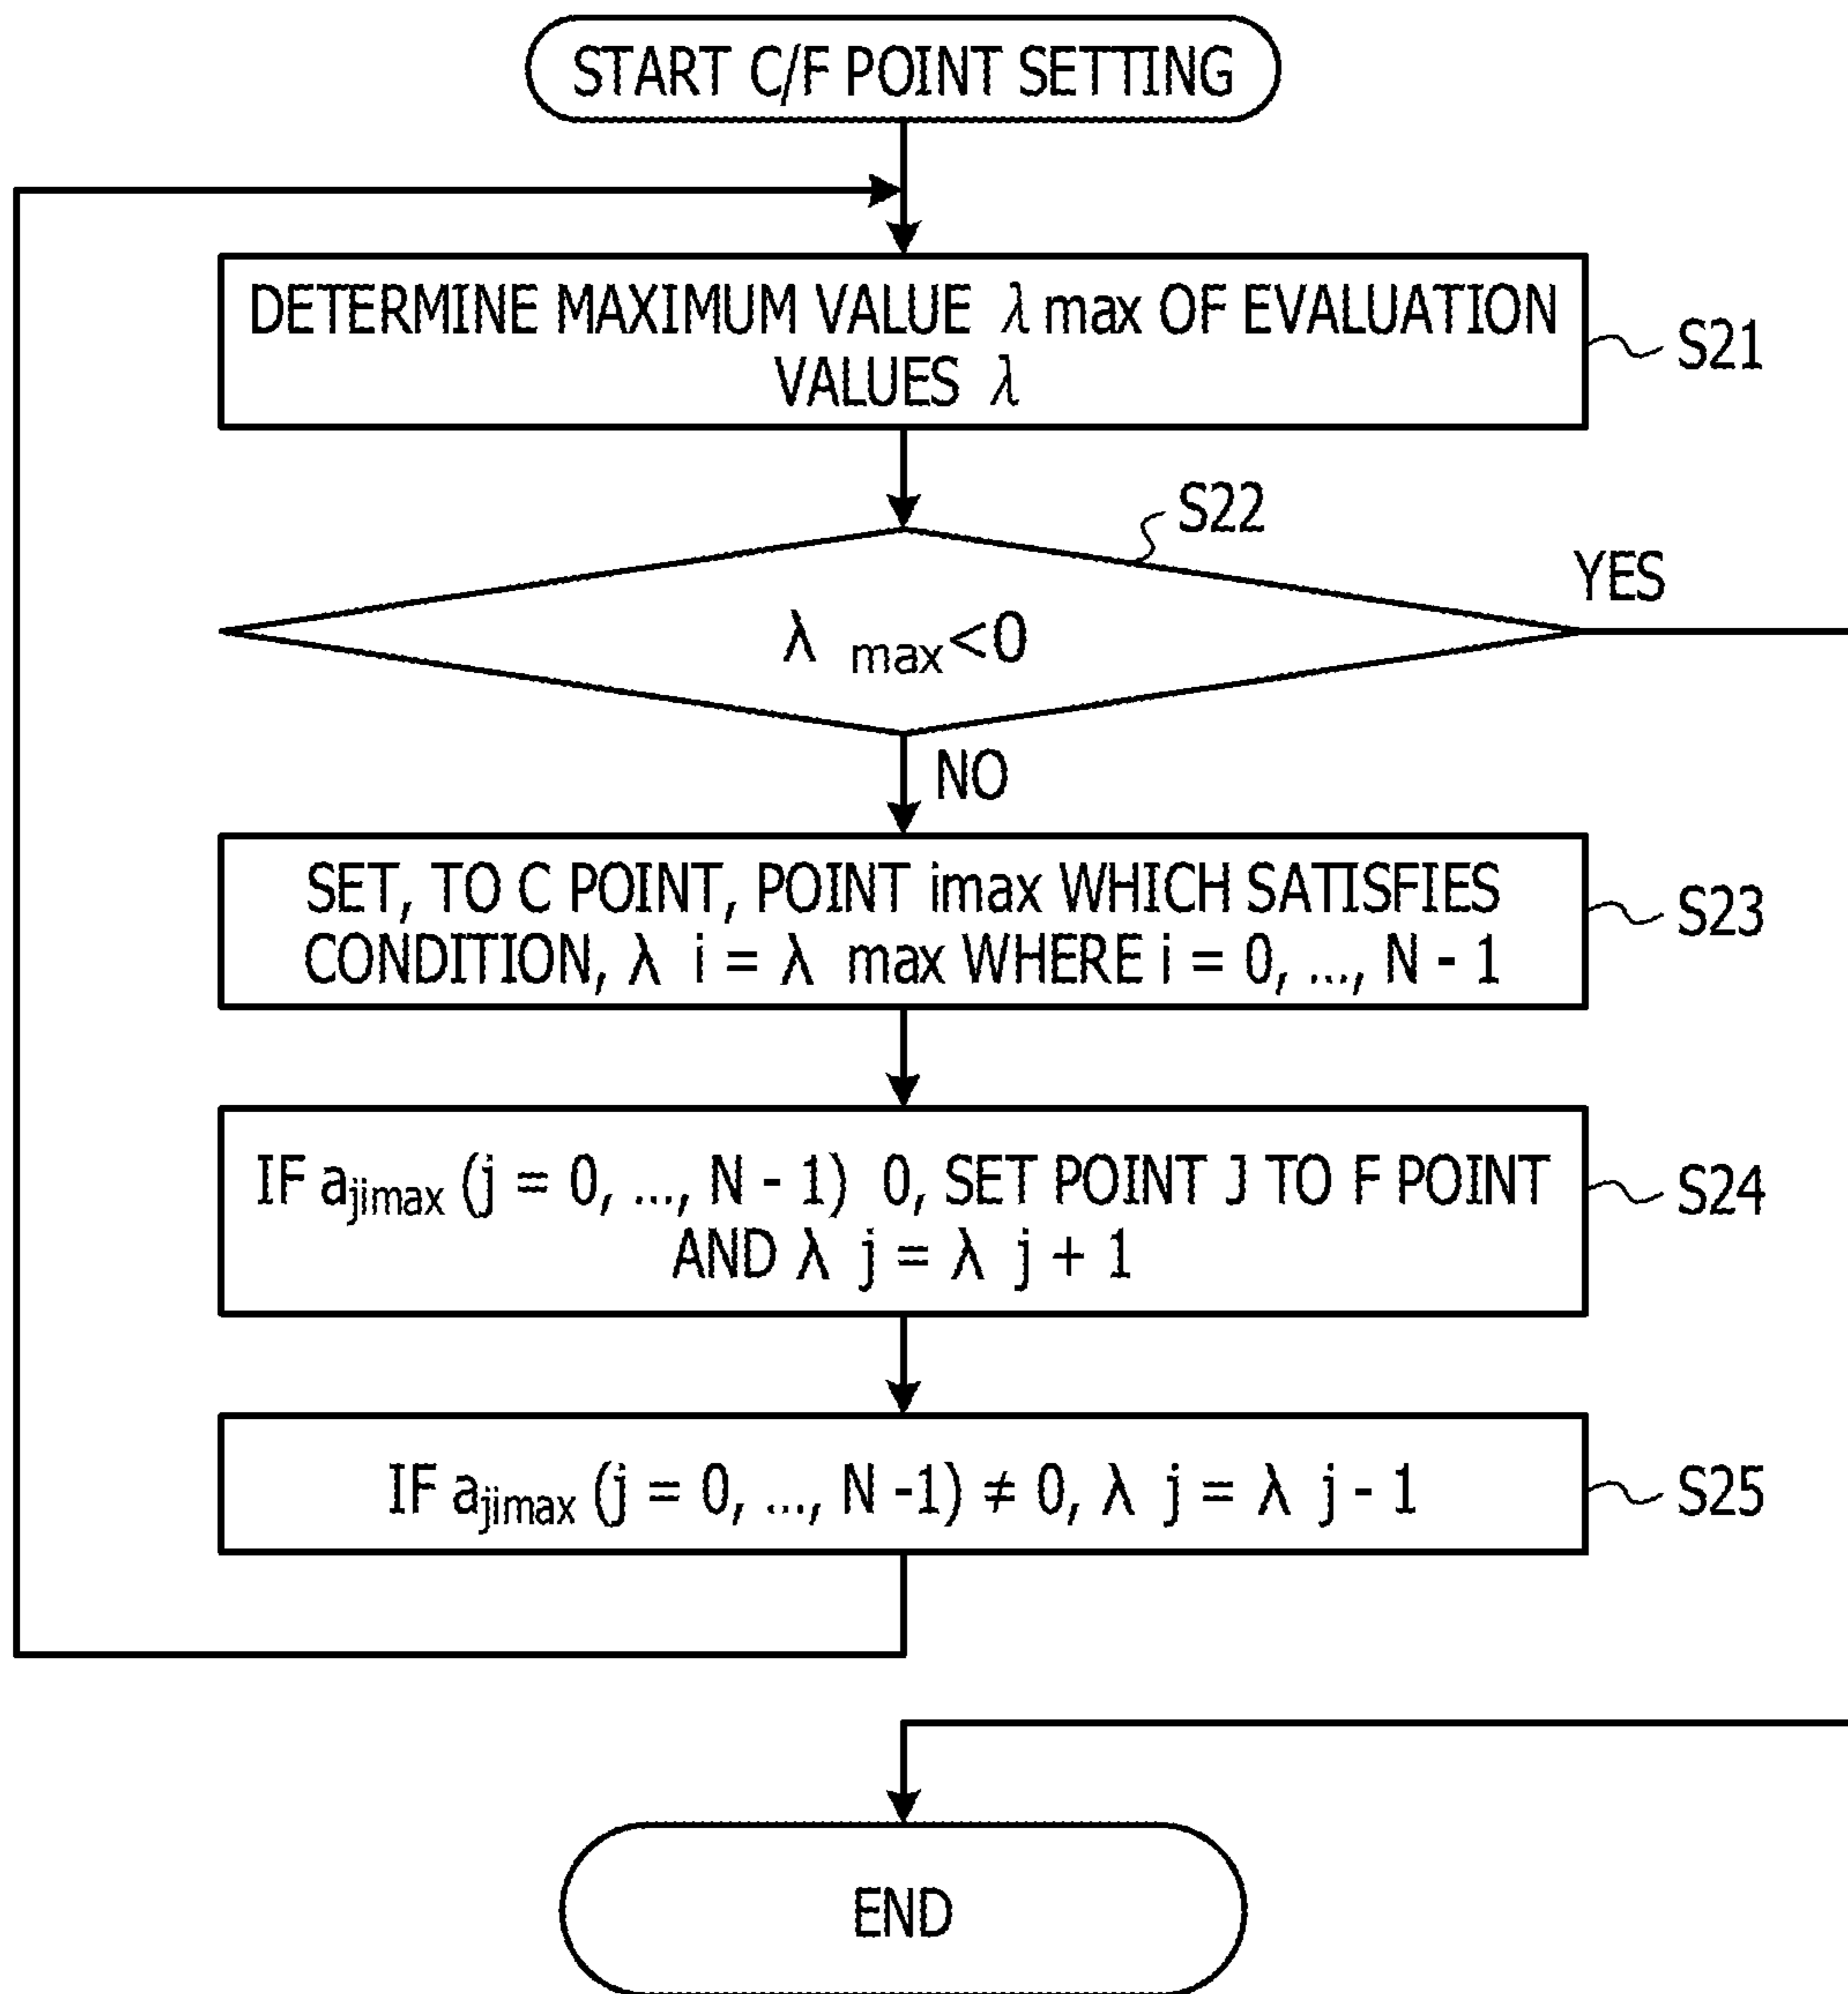 START C/F POINT SETTING
DETERMINE MAXIMUM VALUE λ max OF EVALUATION
VALUES λ
S21
S22
YES
λ max<0
NO
SET, TO C POINT, POINT imax WHICH SATISFIES
CONDITION, λ i = λ max WHERE i = 0, ..., N - 1
S23
IF ajimax (j = 0, ..., N - 1) 0, SET POINT J TO F POINT
AND λ j = λ j + 1
S24
IF ajimax (j = 0, ..., N -1) ≠ 0, λ j = λ j - 1
S25
END